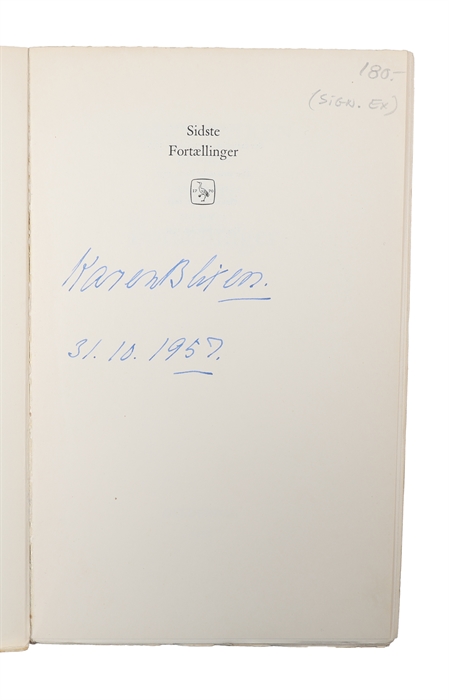 180.-
(SIGN. EX)
Sidste
Fortællinger
Karen Blixen.
31.10.1957.